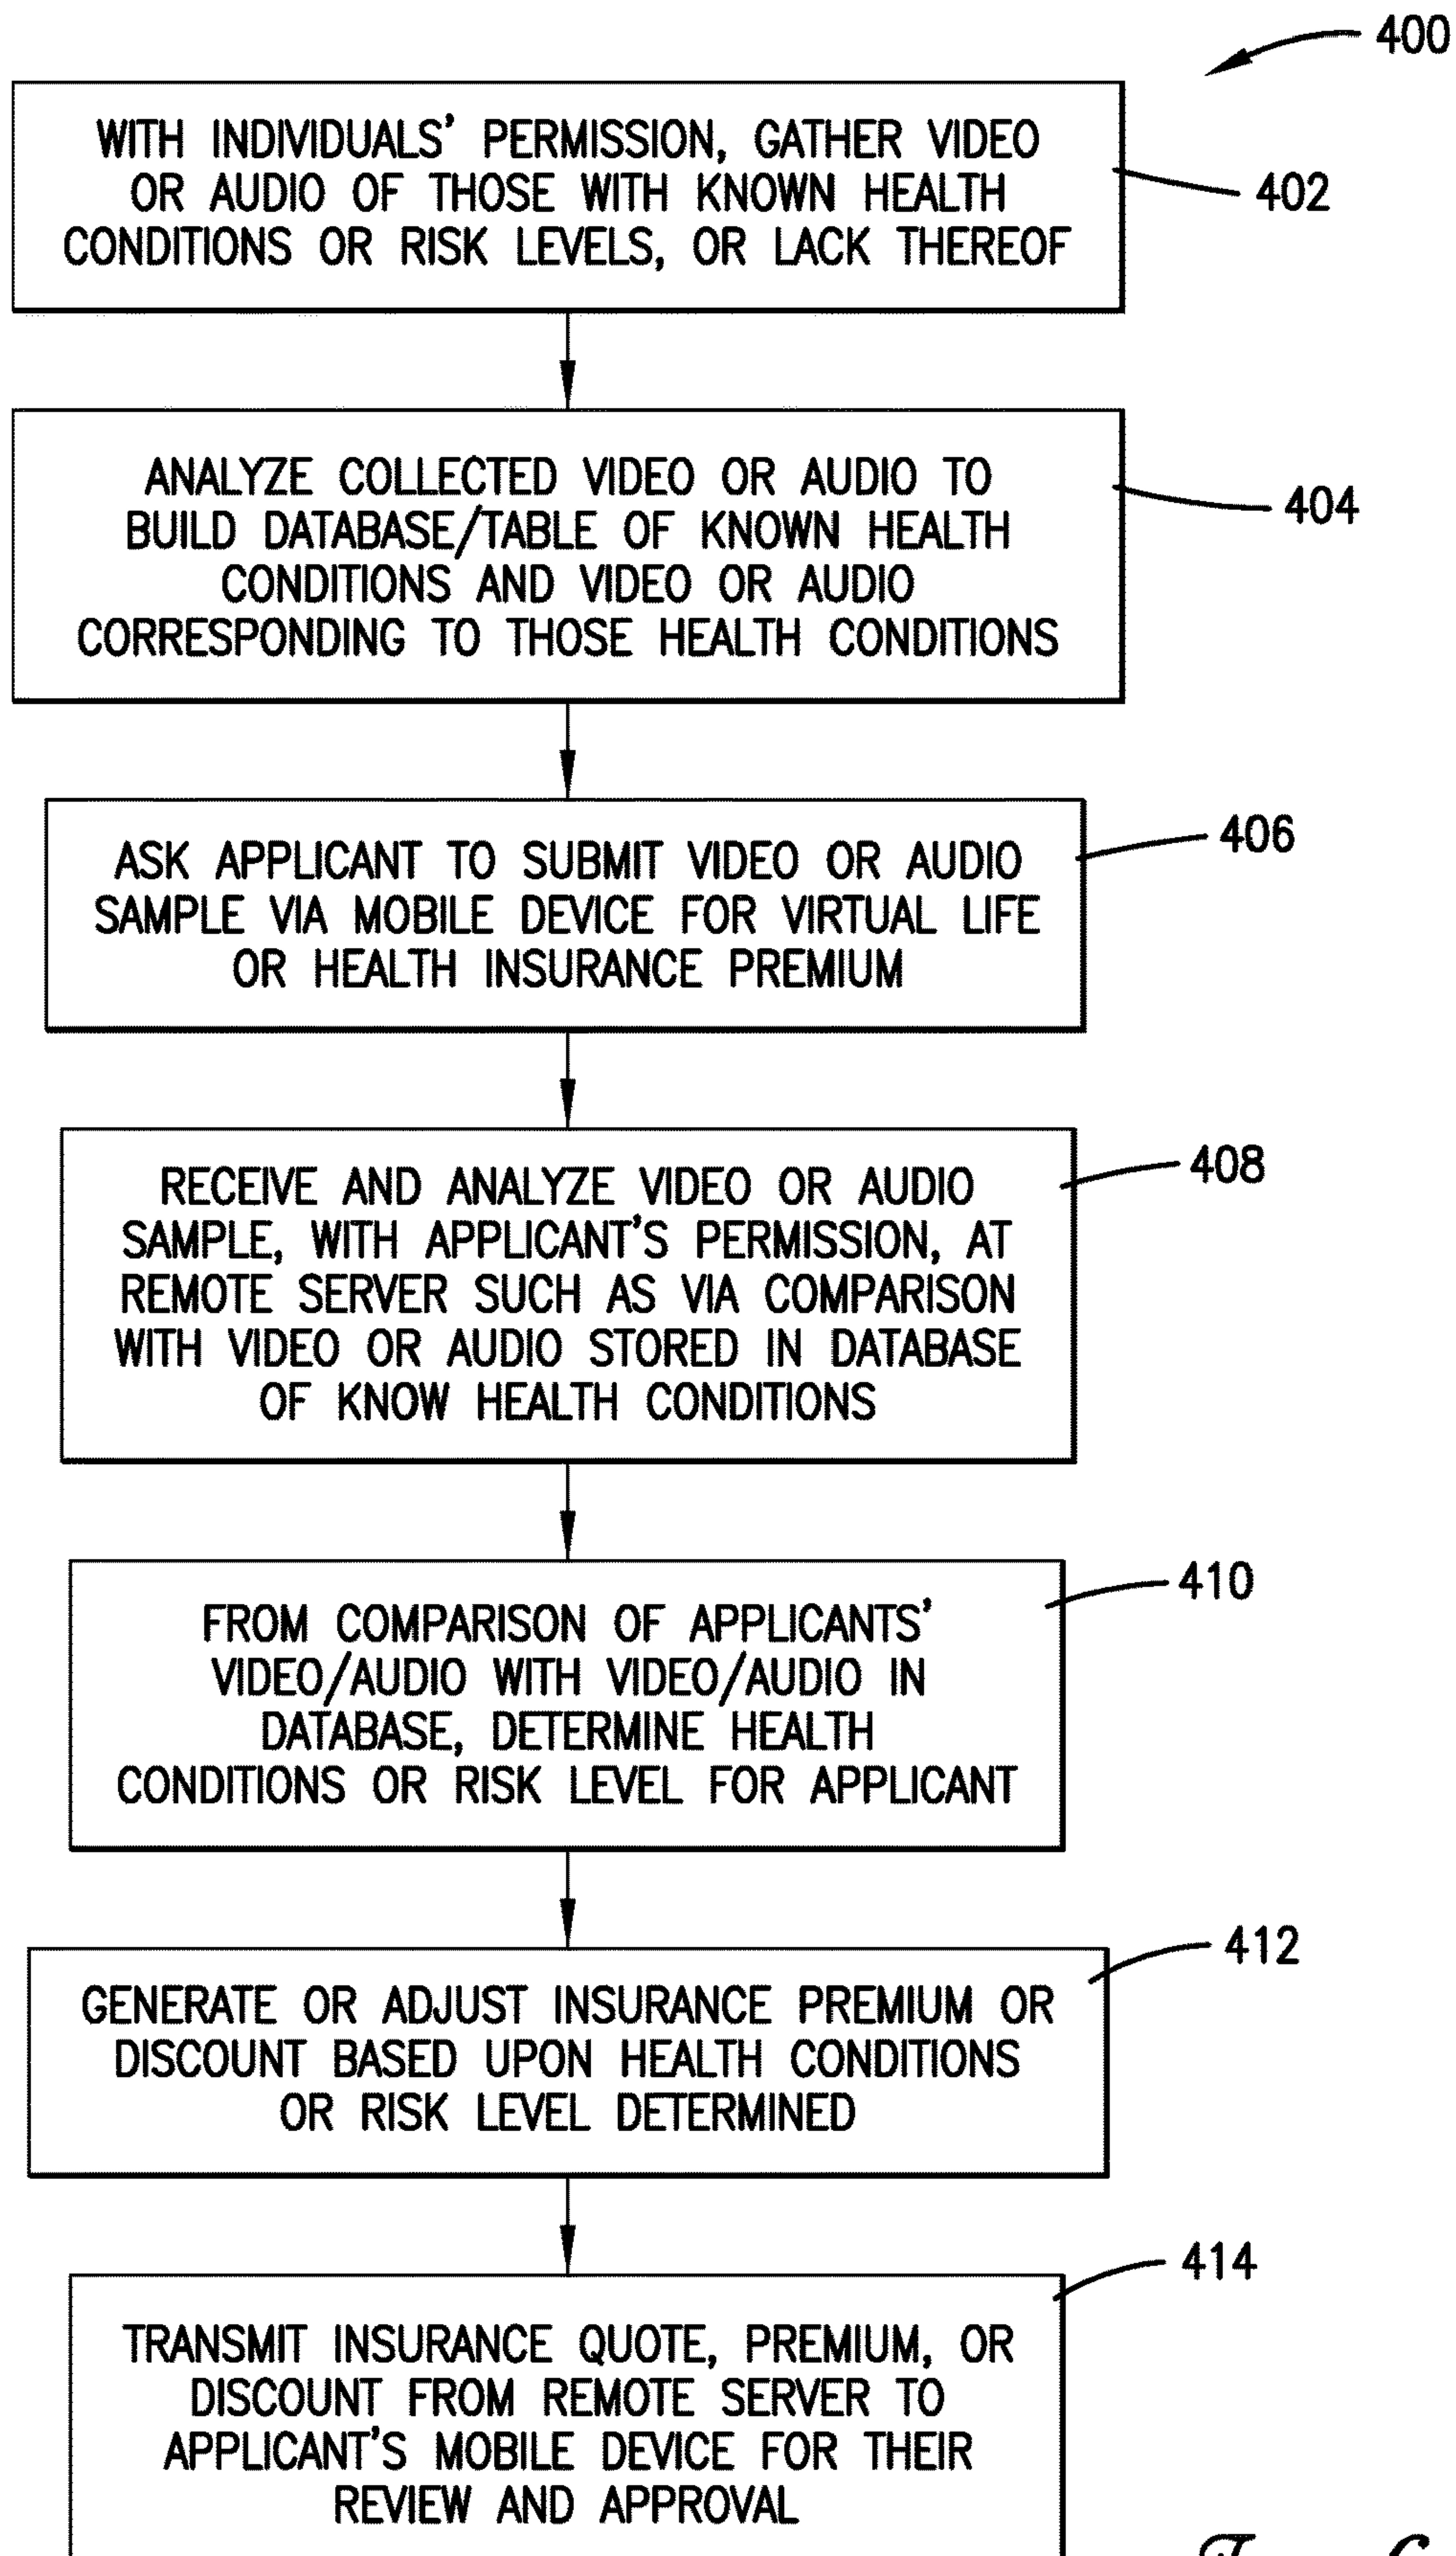 400
WITH INDIVIDUALS' PERMISSION, GATHER VIDEO
OR AUDIO OF THOSE WITH KNOWN HEALTH
CONDITIONS OR RISK LEVELS, OR LACK THEREOF
402
ANALYZE COLLECTED VIDEO OR AUDIO TO
BUILD DATABASE/TABLE OF KNOWN HEALTH
CONDITIONS AND VIDEO OR AUDIO
CORRESPONDING TO THOSE HEALTH CONDITIONS
404
ASK APPLICANT TO SUBMIT VIDEO OR AUDIO
SAMPLE VIA MOBILE DEVICE FOR VIRTUAL LIFE
OR HEALTH INSURANCE PREMIUM
406
RECEIVE AND ANALYZE VIDEO OR AUDIO
SAMPLE, WITH APPLICANT'S PERMISSION, AT
REMOTE SERVER SUCH AS VIA COMPARISON
WITH VIDEO OR AUDIO STORED IN DATABASE
OF KNOW HEALTH CONDITIONS
408
FROM COMPARISON OF APPLICANTS'
VIDEO/AUDIO WITH VIDEO/AUDIO IN
DATABASE, DETERMINE HEALTH
CONDITIONS OR RISK LEVEL FOR APPLICANT
410
GENERATE OR ADJUST INSURANCE PREMIUM OR
DISCOUNT BASED UPON HEALTH CONDITIONS
OR RISK LEVEL DETERMINED
412
TRANSMIT INSURANCE QUOTE, PREMIUM, OR
DISCOUNT FROM REMOTE SERVER TO
APPLICANT'S MOBILE DEVICE FOR THEIR
REVIEW AND APPROVAL
414